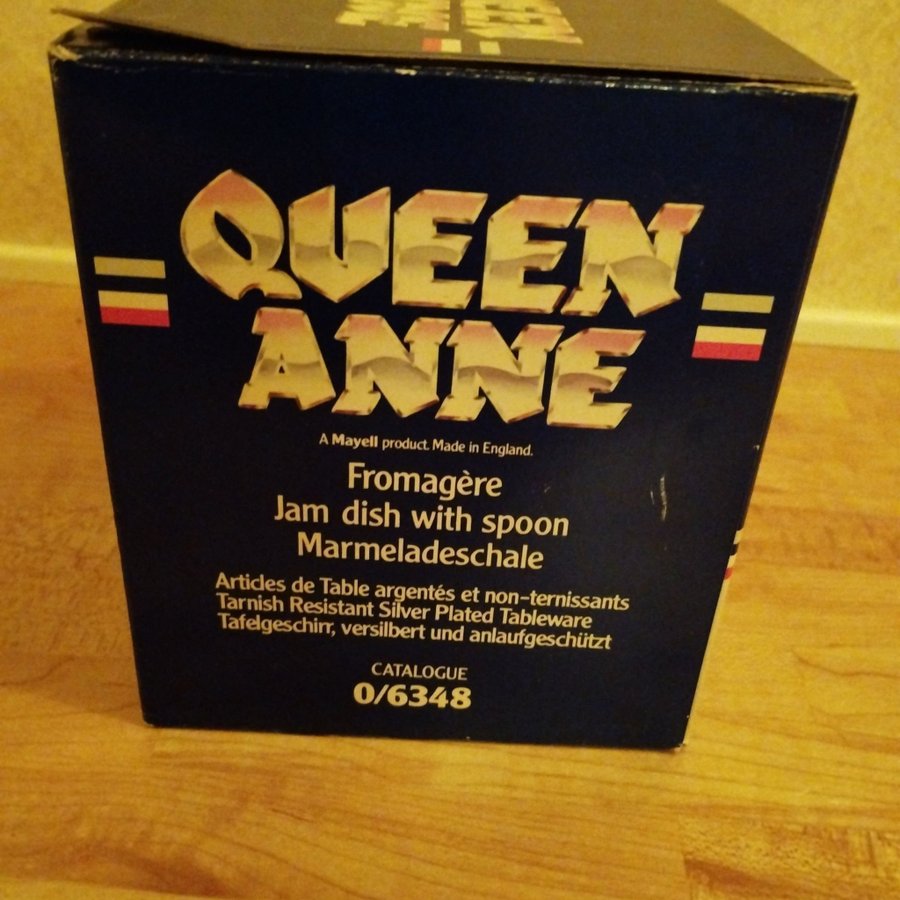 QUEEN
ANNE
A Mayell product. Made in England.
Fromagère
Jam dish with spoon
Marmeladeschale
Articles de Table argentés et non-ternissants
Tarnish Resistant Silver Plated Tableware
Tafelgeschirr, versilbert und anlaufgeschützt
CATALOGUE
0/6348